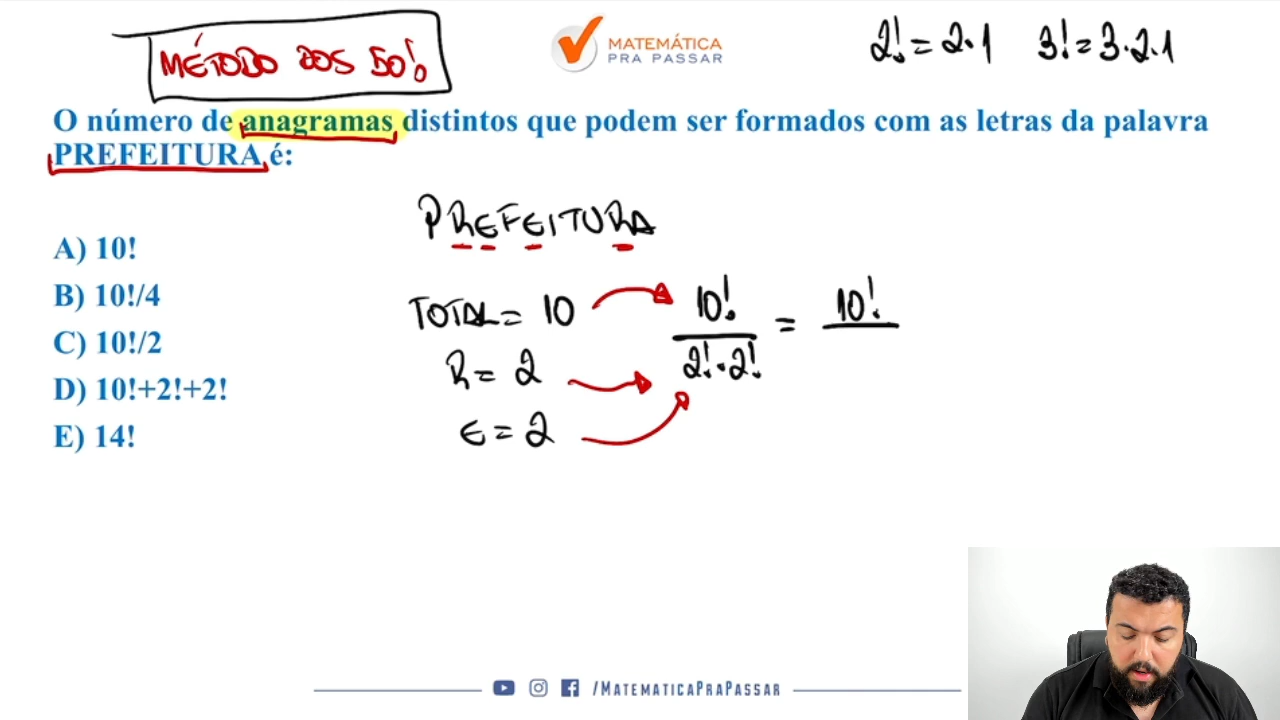 MÉTODO DOS 50!
MATEMÁTICA
PRA PASSAR
2! = 2·1 3! = 3·2·1
O número de anagramas distintos que podem ser formados com as letras da palavra
PREFEITURA é:
A) 10!
B) 10!/4
C) 10!/2
D) 10!+2!+2!
E) 14!
PREFEITURA
TOTAL = 10
R = 2
E = 2
10!
2!·2!
= 10!
/MATEMATICAPRAPASSAR